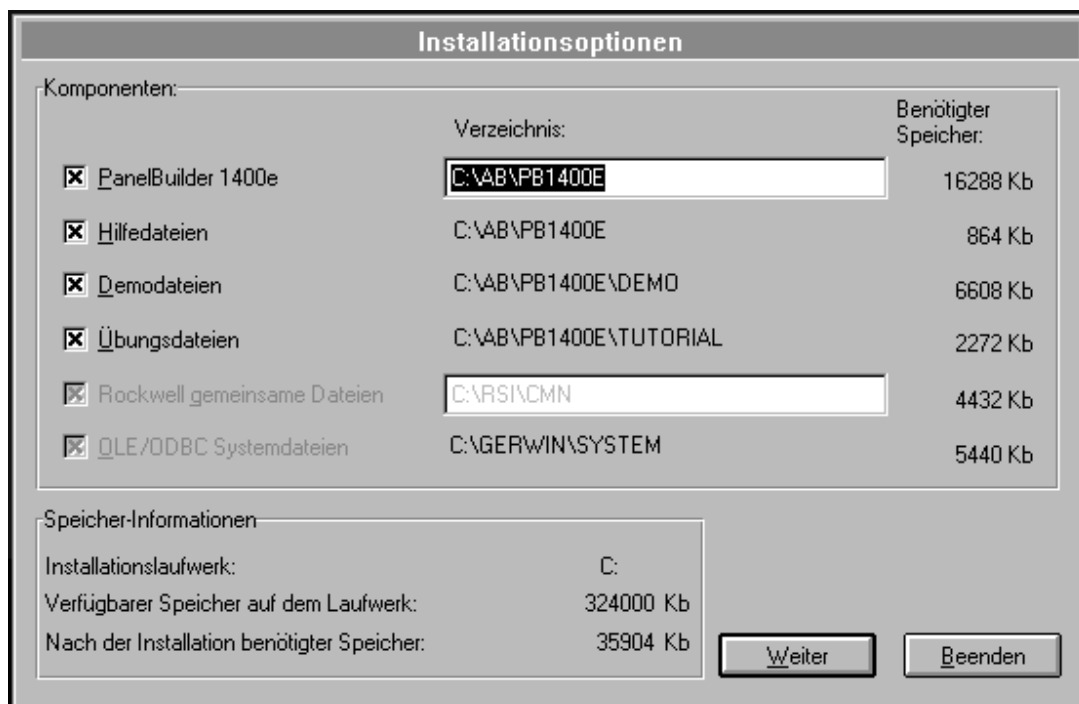 Installationsoptionen
Komponenten:
Verzeichnis:
Benötigter
Speicher:
PanelBuilder 1400e C:\AB\PB1400E 16288 Kb
Hilfedateien C:\AB\PB1400E 864 Kb
Demodateien C:\AB\PB1400E\DEMO 6608 Kb
Übungsdateien C:\AB\PB1400E\TUTORIAL 2272 Kb
Rockwell gemeinsame Dateien C:\RSI\CMN 4432 Kb
OLE/ODBC Systemdateien C:\GERWIN\SYSTEM 5440 Kb
Speicher-Informationen
Installationslaufwerk: C:
Verfügbarer Speicher auf dem Laufwerk: 324000 Kb
Nach der Installation benötigter Speicher: 35904 Kb
Weiter Beenden